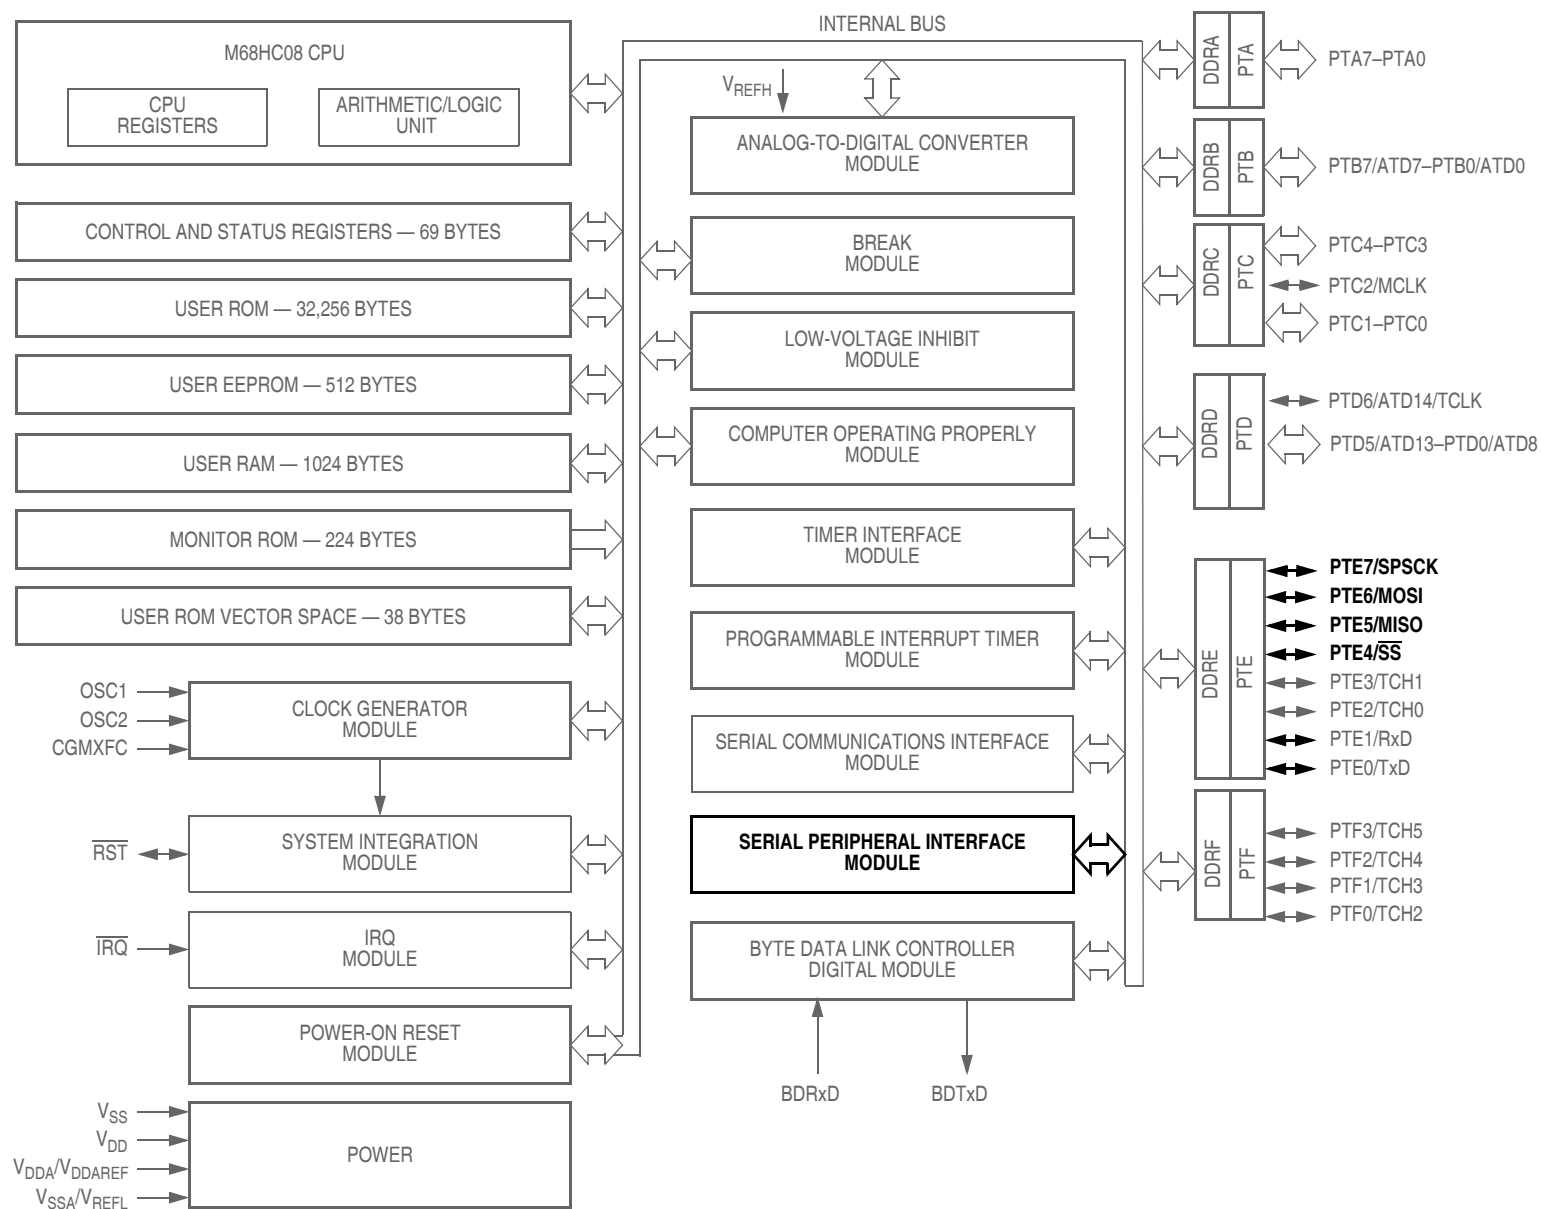 INTERNAL BUS
M68HC08 CPU
CPU
REGISTERS
ARITHMETIC/LOGIC
UNIT
CONTROL AND STATUS REGISTERS — 69 BYTES
USER ROM — 32,256 BYTES
USER EEPROM — 512 BYTES
USER RAM — 1024 BYTES
MONITOR ROM — 224 BYTES
USER ROM VECTOR SPACE — 38 BYTES
OSC1
OSC2
CGMXFC
CLOCK GENERATOR
MODULE
RST
SYSTEM INTEGRATION
MODULE
IRQ
IRQ
MODULE
POWER-ON RESET
MODULE
VSS
VDD
VDDA/VDDAREF
VSSA/VREFL
POWER
VREFH
ANALOG-TO-DIGITAL CONVERTER
MODULE
BREAK
MODULE
LOW-VOLTAGE INHIBIT
MODULE
COMPUTER OPERATING PROPERLY
MODULE
TIMER INTERFACE
MODULE
PROGRAMMABLE INTERRUPT TIMER
MODULE
SERIAL COMMUNICATIONS INTERFACE
MODULE
SERIAL PERIPHERAL INTERFACE
MODULE
BYTE DATA LINK CONTROLLER
DIGITAL MODULE
BDRxD
BDTxD
DDRA
PTA
PTA7–PTA0
DDRB
PTB
PTB7/ATD7–PTB0/ATD0
DDRC
PTC
PTC4–PTC3
PTC2/MCLK
PTC1–PTC0
DDRD
PTD
PTD6/ATD14/TCLK
PTD5/ATD13–PTD0/ATD8
DDRE
PTE
PTE7/SPSCK
PTE6/MOSI
PTE5/MISO
PTE4/SS
PTE3/TCH1
PTE2/TCH0
PTE1/RxD
PTE0/TxD
DDRF
PTF
PTF3/TCH5
PTF2/TCH4
PTF1/TCH3
PTF0/TCH2